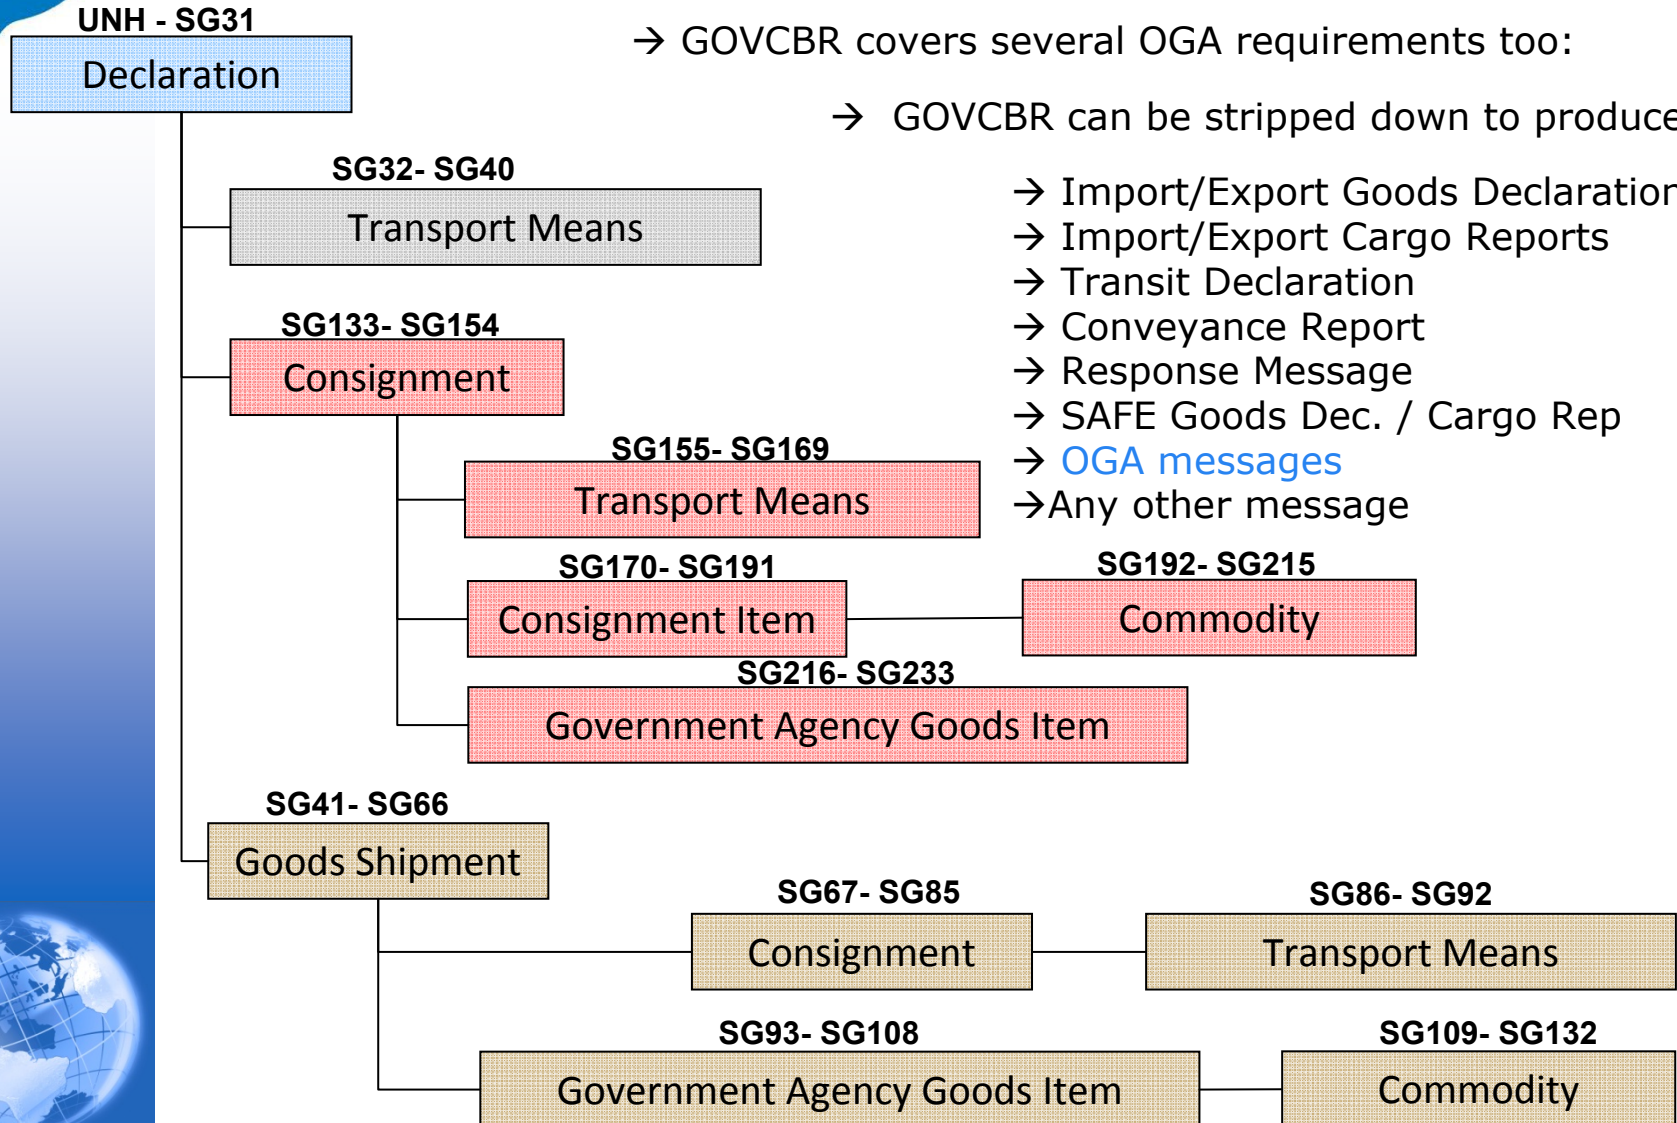 UNH - SG31
Declaration
→ GOVCBR covers several OGA requirements too:
→ GOVCBR can be stripped down to produce
SG32- SG40
Transport Means
→ Import/Export Goods Declaration
→ Import/Export Cargo Reports
→ Transit Declaration
→ Conveyance Report
→ Response Message
→ SAFE Goods Dec. / Cargo Rep
→ OGA messages
→Any other message
SG133- SG154
Consignment
SG155- SG169
Transport Means
SG170- SG191
Consignment Item
SG192- SG215
Commodity
SG216- SG233
Government Agency Goods Item
SG41- SG66
Goods Shipment
SG67- SG85
Consignment
SG86- SG92
Transport Means
SG93- SG108
Government Agency Goods Item
SG109- SG132
Commodity